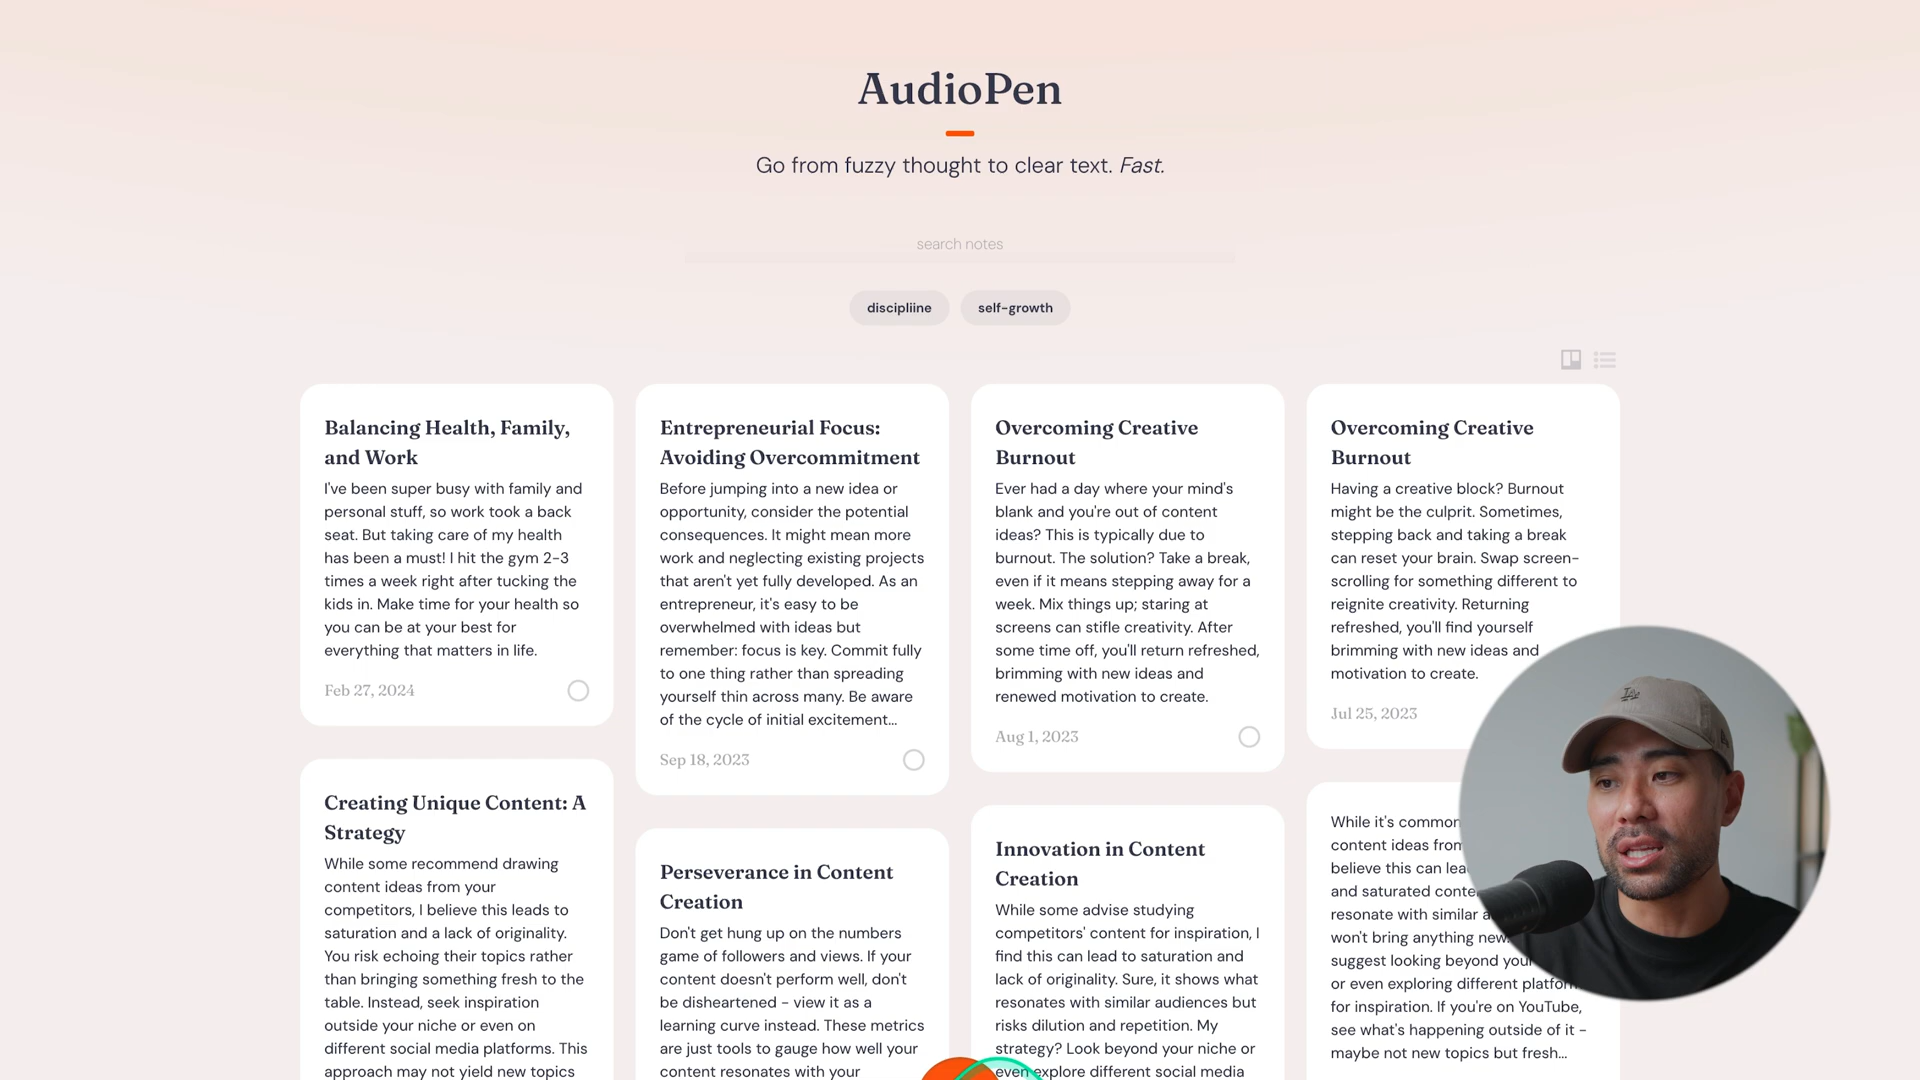 AudioPen
Go from fuzzy thought to clear text. Fast.
search notes
discipliine
self-growth
Balancing Health, Family,
and Work
I've been super busy with family and
personal stuff, so work took a back
seat. But taking care of my health
has been a must! I hit the gym 2-3
times a week right after tucking the
kids in. Make time for your health so
you can be at your best for
everything that matters in life.
Feb 27, 2024
Entrepreneurial Focus:
Avoiding Overcommitment
Before jumping into a new idea or
opportunity, consider the potential
consequences. It might mean more
work and neglecting existing projects
that aren't yet fully developed. As an
entrepreneur, it's easy to be
overwhelmed with ideas but
remember: focus is key. Commit fully
to one thing rather than spreading
yourself thin across many. Be aware
of the cycle of initial excitement...
Sep 18, 2023
Overcoming Creative
Burnout
Ever had a day where your mind's
blank and you're out of content
ideas? This is typically due to
burnout. The solution? Take a break,
even if it means stepping away for a
week. Mix things up; staring at
screens can stifle creativity. After
some time off, you'll return refreshed,
brimming with new ideas and
renewed motivation to create.
Aug 1, 2023
Overcoming Creative
Burnout
Having a creative block? Burnout
might be the culprit. Sometimes,
stepping back and taking a break
can reset your brain. Swap screen-
scrolling for something different to
reignite creativity. Returning
refreshed, you'll find yourself
brimming with new ideas and
motivation to create.
Jul 25, 2023
Creating Unique Content: A
Strategy
While some recommend drawing
content ideas from your
competitors, I believe this leads to
saturation and a lack of originality.
You risk echoing their topics rather
than bringing something fresh to the
table. Instead, seek inspiration
outside your niche or even on
different social media platforms. This
approach may not yield new topics
Perseverance in Content
Creation
Don't get hung up on the numbers
game of followers and views. If your
content doesn't perform well, don't
be disheartened - view it as a
learning curve instead. These metrics
are just tools to gauge how well your
content resonates with your
Innovation in Content
Creation
While some advise studying
competitors' content for inspiration, I
find this can lead to saturation and
lack of originality. Sure, it shows what
resonates with similar audiences but
risks dilution and repetition. My
strategy? Look beyond your niche or
even explore different social media
While it's common
content ideas from
believe this can lea
and saturated conte
resonate with similar a
won't bring anything new
suggest looking beyond your
or even exploring different platform
for inspiration. If you're on YouTube,
see what's happening outside of it -
maybe not new topics but fresh...